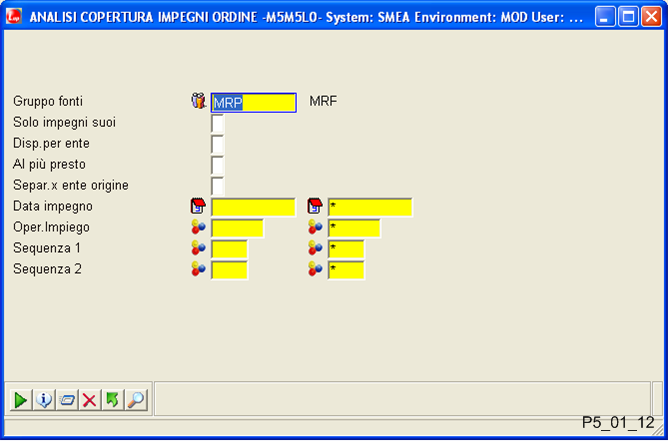 ANALISI COPERTURA IMPEGNI ORDINE -M5M5L0- System: SMEA Environment: MOD User: ...
Gruppo fonti MRP MRF
Solo impegni suoi
Disp.per ente
Al più presto
Separ.x ente origine
Data impegno *
Oper.Impiego *
Sequenza 1 *
Sequenza 2 *
P5_01_12